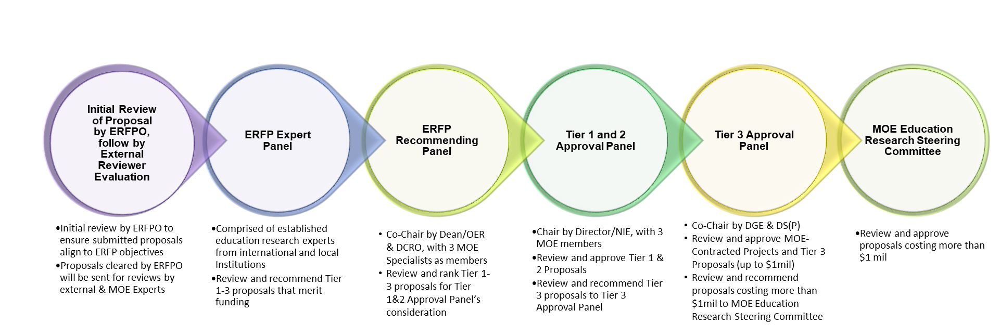 Initial Review
of Proposal
by ERFPO,
follow by
External
Reviewer
Evaluation
ERFP Expert
Panel
ERFP
Recommending
Panel
Tier 1 and 2
Approval Panel
Tier 3 Approval
Panel
MOE Education
Research Steering
Committee
•Initial review by ERFPO to
ensure submitted proposals
align to ERFP objectives
•Proposals cleared by ERFPO
will be sent for reviews by
external & MOE Experts
•Comprised of established
education research experts
from international and local
Institutions
•Review and recommend Tier
1-3 proposals that merit
funding
• Co-Chair by Dean/OER
& DCRO, with 3 MOE
Specialists as members
• Review and rank Tier 1-
3 proposals for Tier
1&2 Approval Panel’s
consideration
•Chair by Director/NIE, with 3
MOE members
•Review and approve Tier 1 &
2 Proposals
•Review and recommend Tier
3 proposals to Tier 3
Approval Panel
• Co-Chair by DGE & DS(P)
• Review and approve MOE-
Contracted Projects and Tier 3
Proposals (up to $1mil)
• Review and recommend
proposals costing more than
$1mil to MOE Education
Research Steering Committee
•Review and approve
proposals costing more than
$1 mil